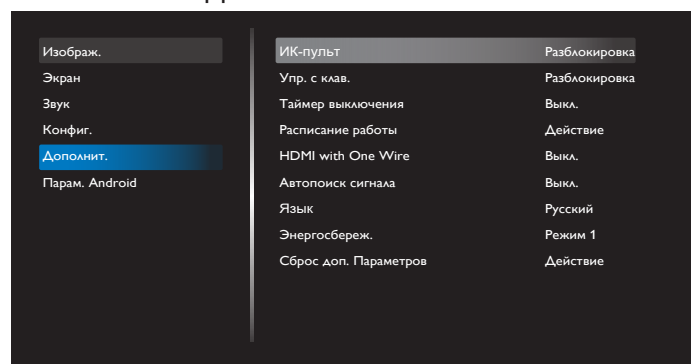 Изображ.
Экран
Звук
Конфиг.
Дополнит.
Парам. Android
ИК-пульт Разблокировка
Упр. с клав. Разблокировка
Таймер выключения Выкл.
Расписание работы Действие
HDMI with One Wire Выкл.
Автопоиск сигнала Выкл.
Язык Русский
Энергосбереж. Режим 1
Сброс доп. Параметров Действие